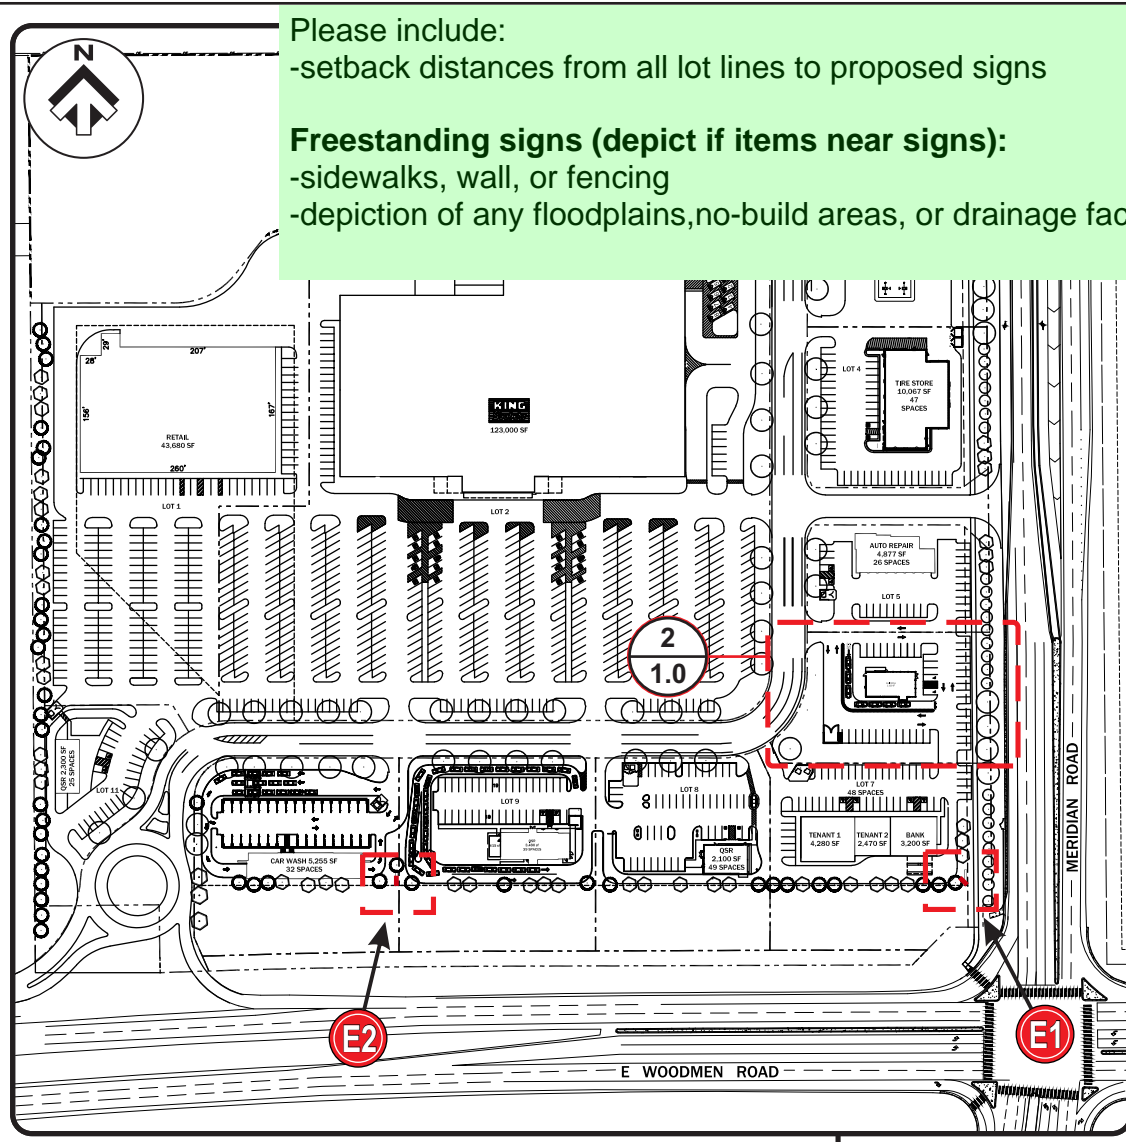 Please include:
-setback distances from all lot lines to proposed signs
Freestanding signs (depict if items near signs):
-sidewalks, wall, or fencing
-depiction of any floodplains,no-build areas, or drainage fac
N
29'
28'
207'
156'
167'
RETAIL
43,680 SF
260'
LOT 1
KING
123,000 SF
LOT 2
LOT 4
TIRE STORE
10,067 SF
47
SPACES
AUTO REPAIR
4,877 SF
26 SPACES
LOT 5
2
1.0
MERIDIAN ROAD
QSR 2,300 SF
25 SPACES
LOT 11
LOT 9
LOT 8
LOT 7
48 SPACES
TENANT 1
4,280 SF
TENANT 2
2,470 SF
BANK
3,200 SF
CAR WASH 5,255 SF
32 SPACES
QSR
2,100 SF
49 SPACES
E2
E1
E WOODMEN ROAD